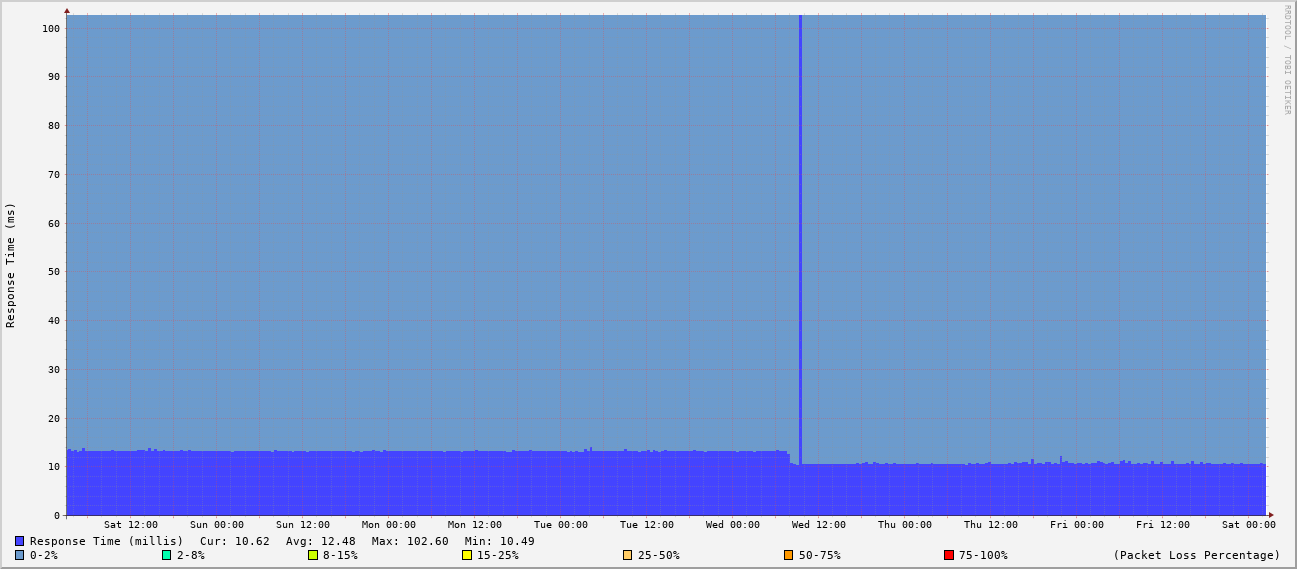 RRDTOOL / TOBI OETIKER
Response Time (ms)
100
90
80
70
60
50
40
30
20
10
0
Sat 12:00 Sun 00:00 Sun 12:00 Mon 00:00 Mon 12:00 Tue 00:00 Tue 12:00 Wed 00:00 Wed 12:00 Thu 00:00 Thu 12:00 Fri 00:00 Fri 12:00 Sat 00:00
Response Time (millis) Cur: 10.62 Avg: 12.48 Max: 102.60 Min: 10.49
0-2% 2-8% 8-15% 15-25% 25-50% 50-75% 75-100% (Packet Loss Percentage)